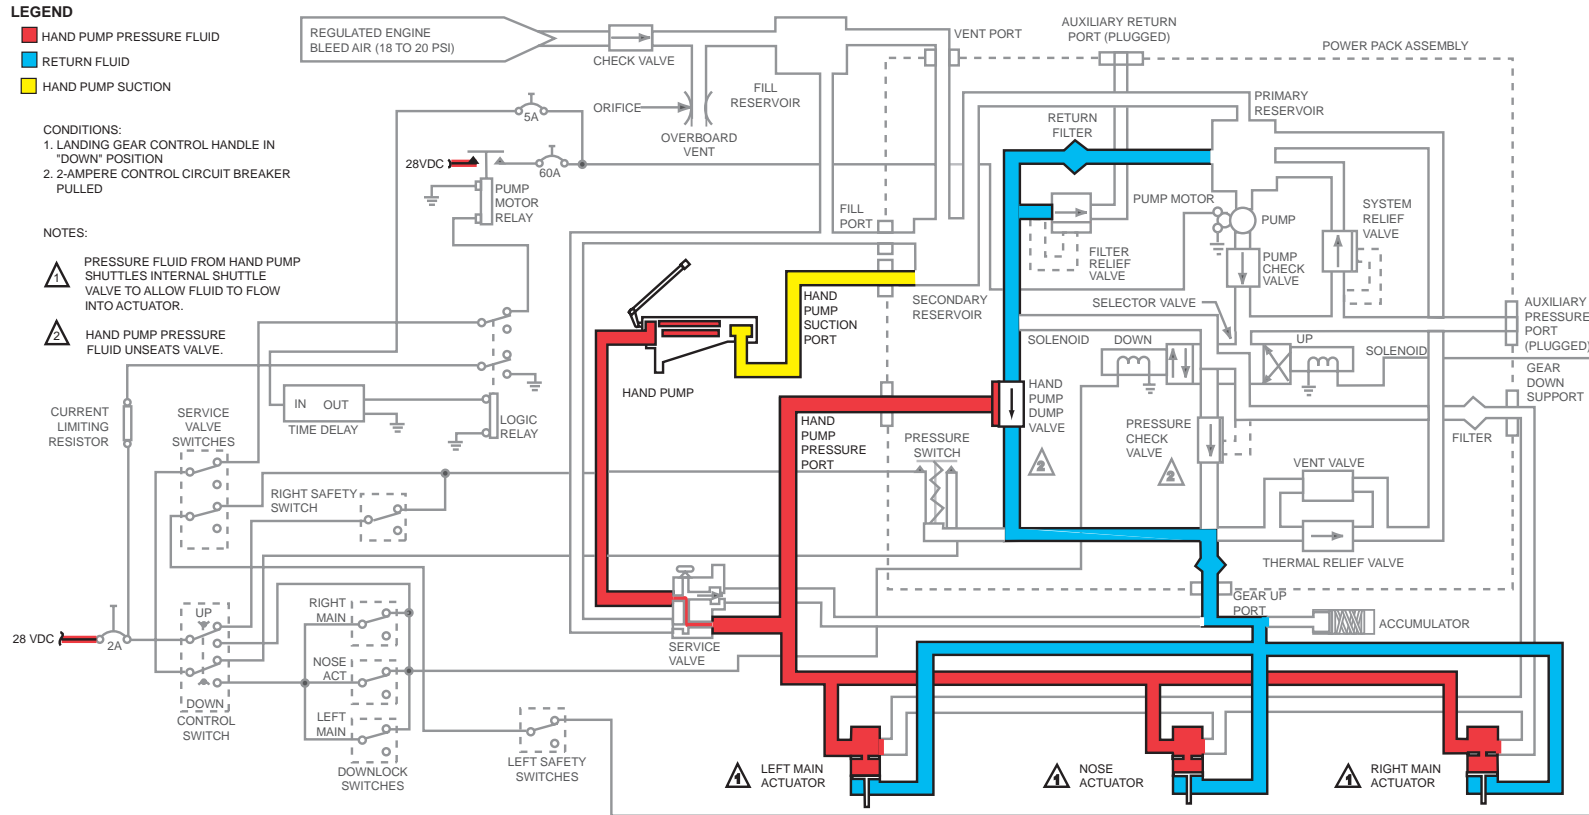 LEGEND
HAND PUMP PRESSURE FLUID
RETURN FLUID
HAND PUMP SUCTION
CONDITIONS:
1. LANDING GEAR CONTROL HANDLE IN
"DOWN" POSITION
2. 2-AMPERE CONTROL CIRCUIT BREAKER
PULLED
NOTES:
1
PRESSURE FLUID FROM HAND PUMP
SHUTTLES INTERNAL SHUTTLE
VALVE TO ALLOW FLUID TO FLOW
INTO ACTUATOR.
2
HAND PUMP PRESSURE
FLUID UNSEATS VALVE.
REGULATED ENGINE
BLEED AIR (18 TO 20 PSI)
CHECK VALVE
FILL
RESERVOIR
ORIFICE
OVERBOARD
VENT
VENT PORT
AUXILIARY RETURN
PORT (PLUGGED)
POWER PACK ASSEMBLY
5A
28VDC
60A
PUMP
MOTOR
RELAY
FILL
PORT
RETURN
FILTER
PRIMARY
RESERVOIR
PUMP MOTOR
PUMP
SYSTEM
RELIEF
VALVE
FILTER
RELIEF
VALVE
PUMP
CHECK
VALVE
HAND
PUMP
SUCTION
PORT
SECONDARY
RESERVOIR
SELECTOR VALVE
AUXILIARY
PRESSURE
PORT
(PLUGGED)
SOLENOID
DOWN
UP
SOLENOID
GEAR
DOWN
SUPPORT
HAND PUMP
HAND
PUMP
DUMP
VALVE
2
CURRENT
LIMITING
RESISTOR
SERVICE
VALVE
SWITCHES
IN
OUT
TIME DELAY
LOGIC
RELAY
HAND
PUMP
PRESSURE
PORT
PRESSURE
SWITCH
PRESSURE
CHECK
VALVE
2
FILTER
VENT VALVE
RIGHT SAFETY
SWITCH
THERMAL RELIEF VALVE
GEAR UP
PORT
ACCUMULATOR
28 VDC
2A
UP
DOWN
CONTROL
SWITCH
RIGHT
MAIN
NOSE
ACT
LEFT
MAIN
DOWNLOCK
SWITCHES
SERVICE
VALVE
LEFT SAFETY
SWITCHES
1
LEFT MAIN
ACTUATOR
1
NOSE
ACTUATOR
1
RIGHT MAIN
ACTUATOR